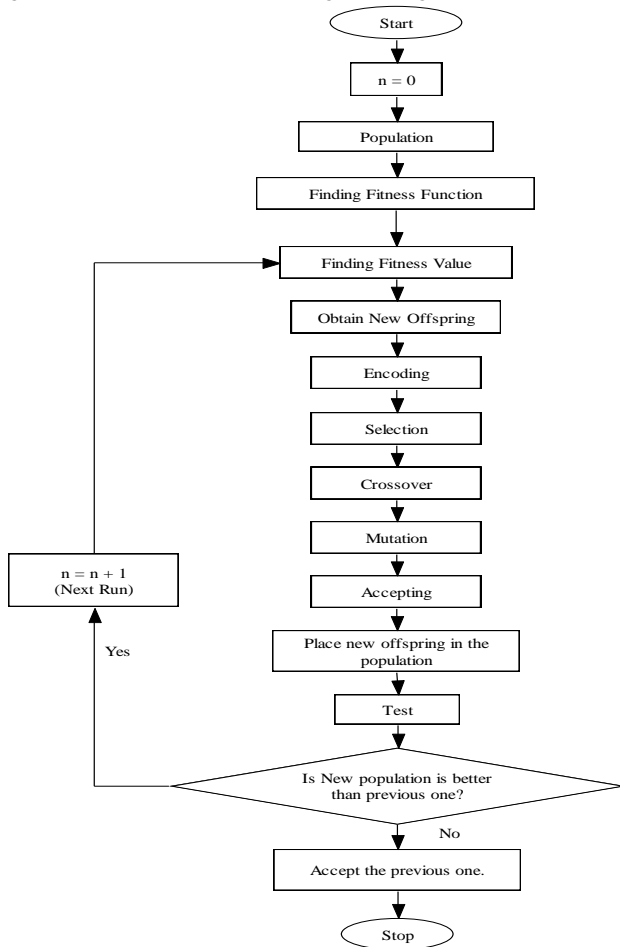 Start
n = 0
Population
Finding Fitness Function
Finding Fitness Value
Obtain New Offspring
Encoding
Selection
Crossover
Mutation
n = n + 1
(Next Run)
Accepting
Yes
Place new offspring in the
population
Test
Is New population is better
than previous one?
No
Accept the previous one.
Stop